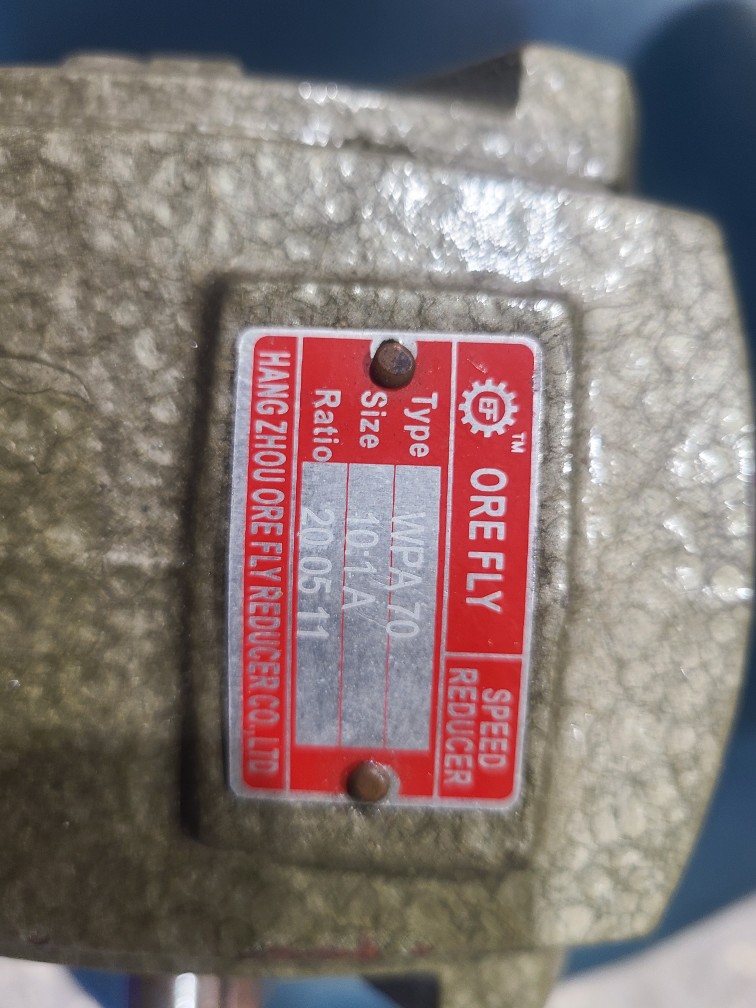 EF ™ ORE FLY
SPEED REDUCER
Type WPA 70
Size 10:1 A
Ratio 20 05 11
HANG ZHOU ORE FLY REDUCER CO.,LTD